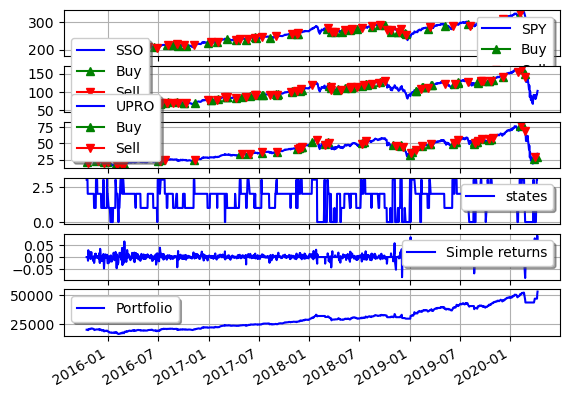 300
200
SPY
Buy
Sell
SSO
Buy
Sell
150
100
50
UPRO
Buy
Sell
75
50
25
2.5
0.0
states
0.05
0.00
−0.05
Simple returns
50000
25000
Portfolio
2016-01
2016-07
2017-01
2017-07
2018-01
2018-07
2019-01
2019-07
2020-01